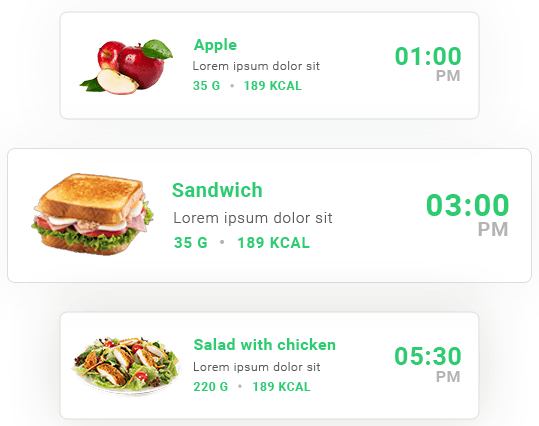 Apple
Lorem ipsum dolor sit
35 G • 189 KCAL
01:00
PM
Sandwich
Lorem ipsum dolor sit
35 G • 189 KCAL
03:00
PM
Salad with chicken
Lorem ipsum dolor sit
220 G • 189 KCAL
05:30
PM